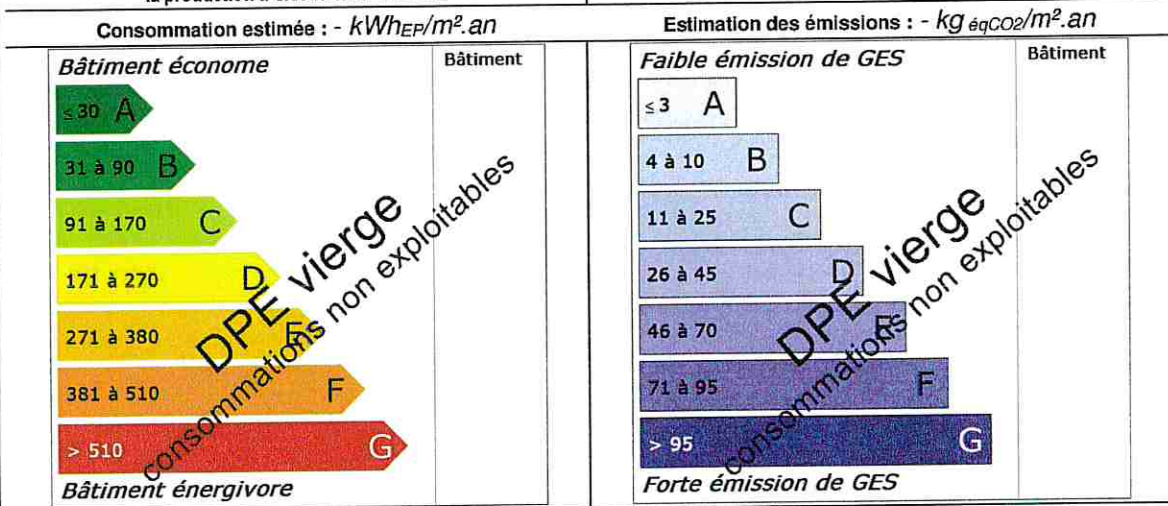 Consommation estimée : - kWhEP/m².an
Bâtiment économe
Bâtiment
≤ 30 A
31 à 90 B
91 à 170 C
171 à 270 D
271 à 380 E
381 à 510 F
> 510 G
Bâtiment énergivore
DPE vierge
consommations non exploitables
Estimation des émissions : - kg éqCO2/m².an
Faible émission de GES
Bâtiment
≤ 3 A
4 à 10 B
11 à 25 C
26 à 45 D
46 à 70 E
71 à 95 F
> 95 G
Forte émission de GES
DPE vierge
consommations non exploitables